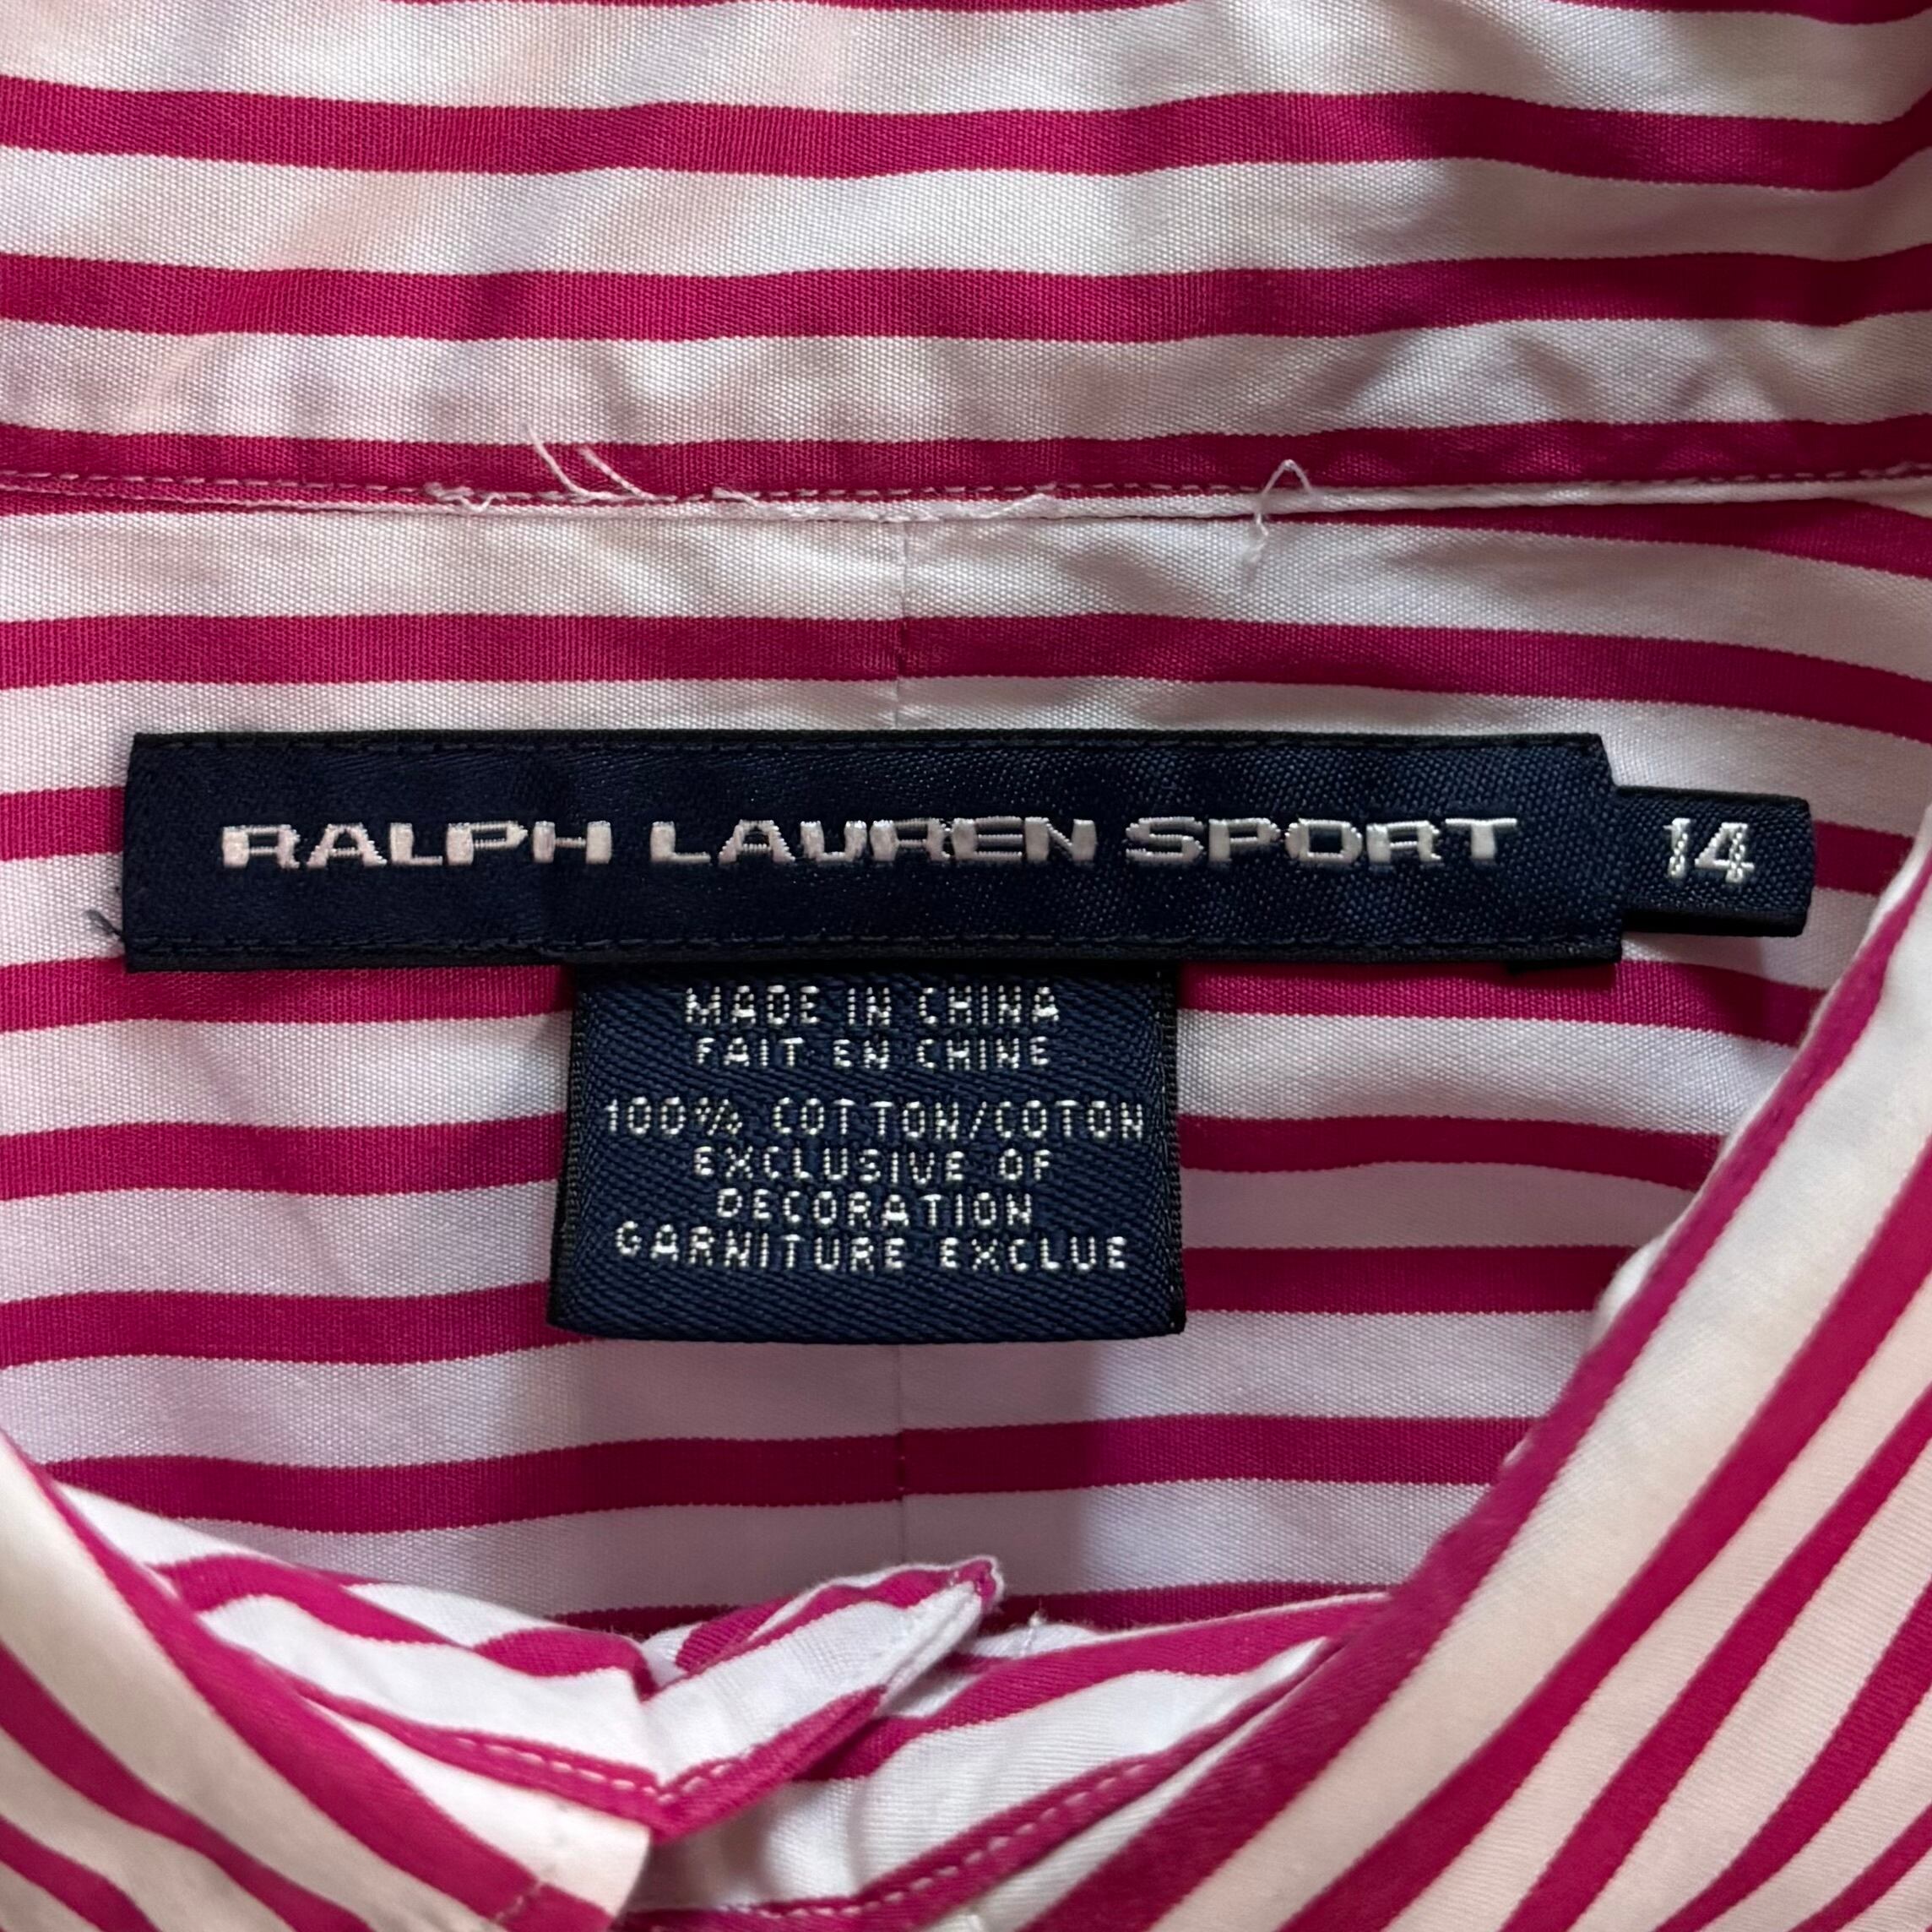 RALPH LAUREN SPORT
14
MADE IN CHINA
FAIT EN CHINE
100% COTTON/COTON
EXCLUSIVE OF
DECORATION
GARNITURE EXCLUE